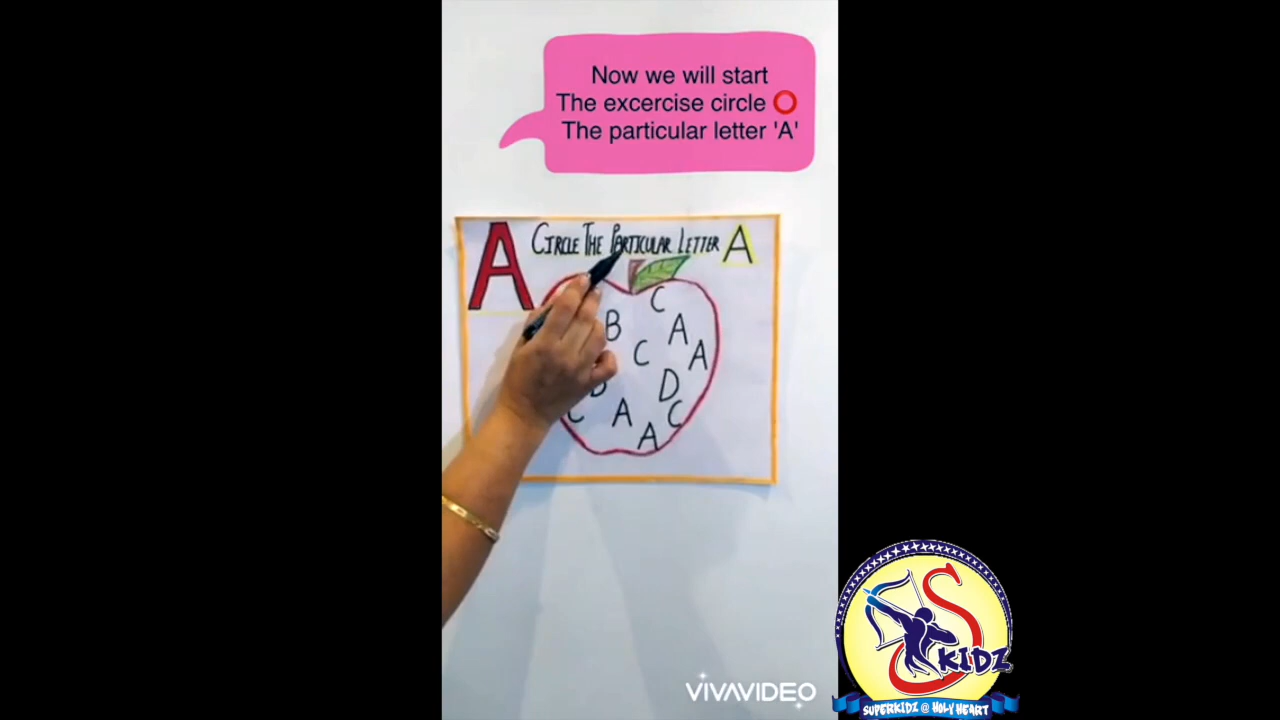 Now we will start
The excercise circle ⭕
The particular letter 'A'
A CIRCLE THE PARTICULAR LETTER A
C
B
A
C
A
D
C
A
C
A
S
KIDZ
SUPERKIDZ @ HOLY HEART
VIVAVIDEO